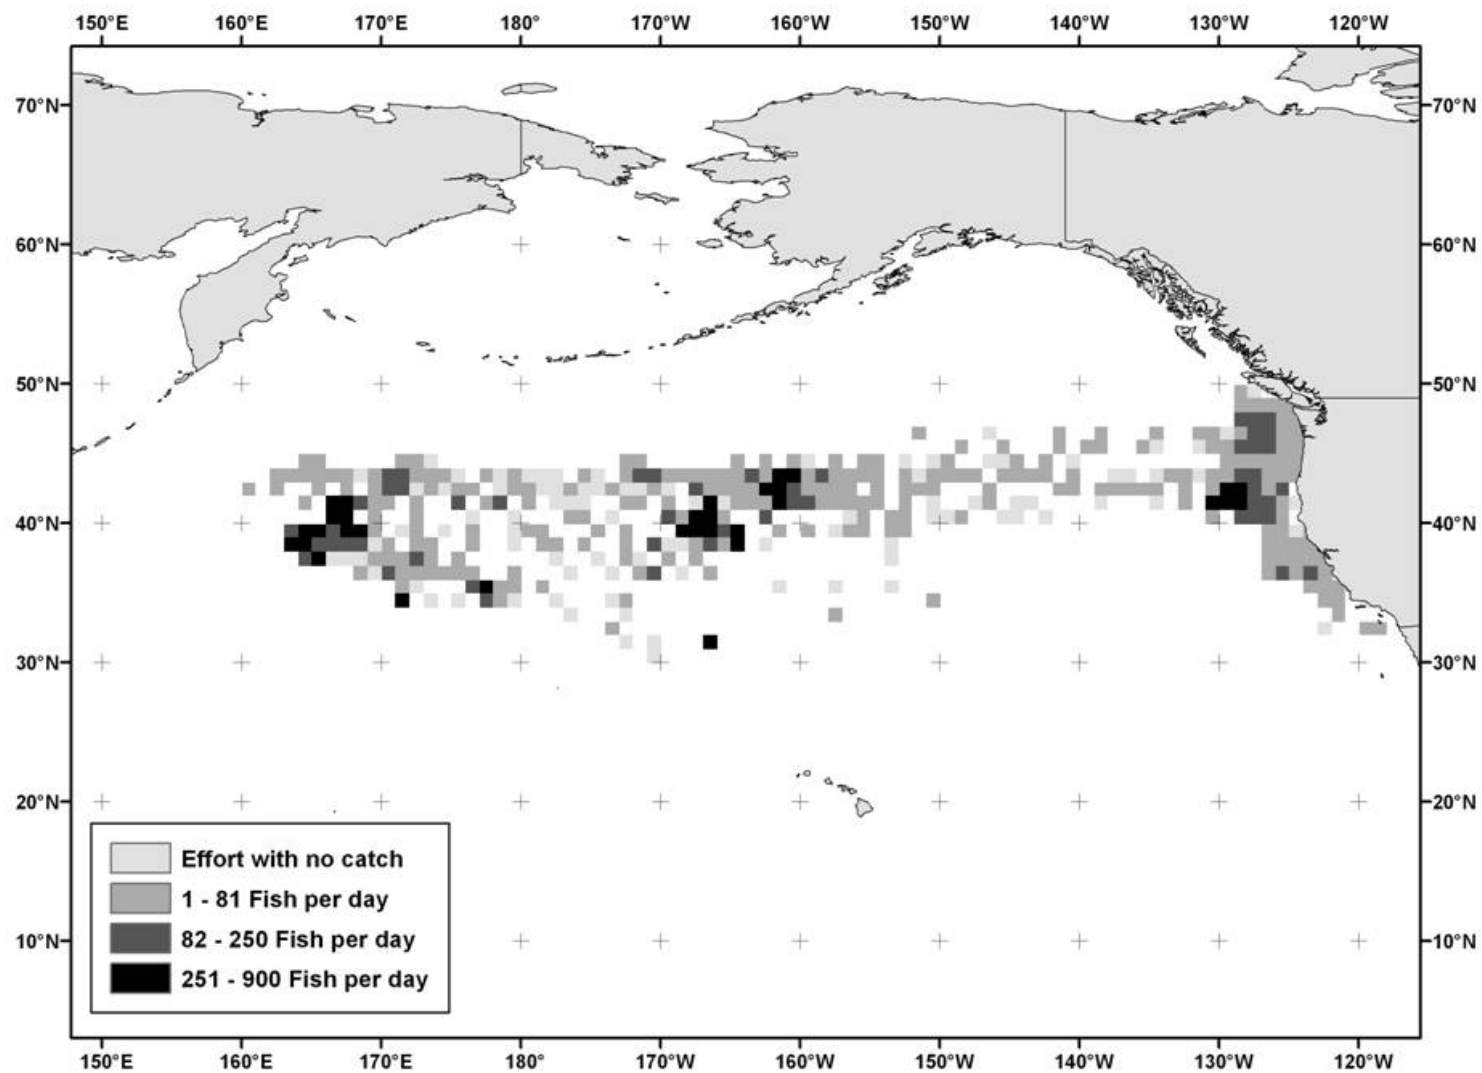 150°E 160°E 170°E 180° 170°W 160°W 150°W 140°W 130°W 120°W
70°N 70°N
60°N 60°N
50°N 50°N
40°N 40°N
30°N 30°N
20°N 20°N
Effort with no catch
1 - 81 Fish per day
82 - 250 Fish per day
10°N 10°N
251 - 900 Fish per day
150°E 160°E 170°E 180° 170°W 160°W 150°W 140°W 130°W 120°W